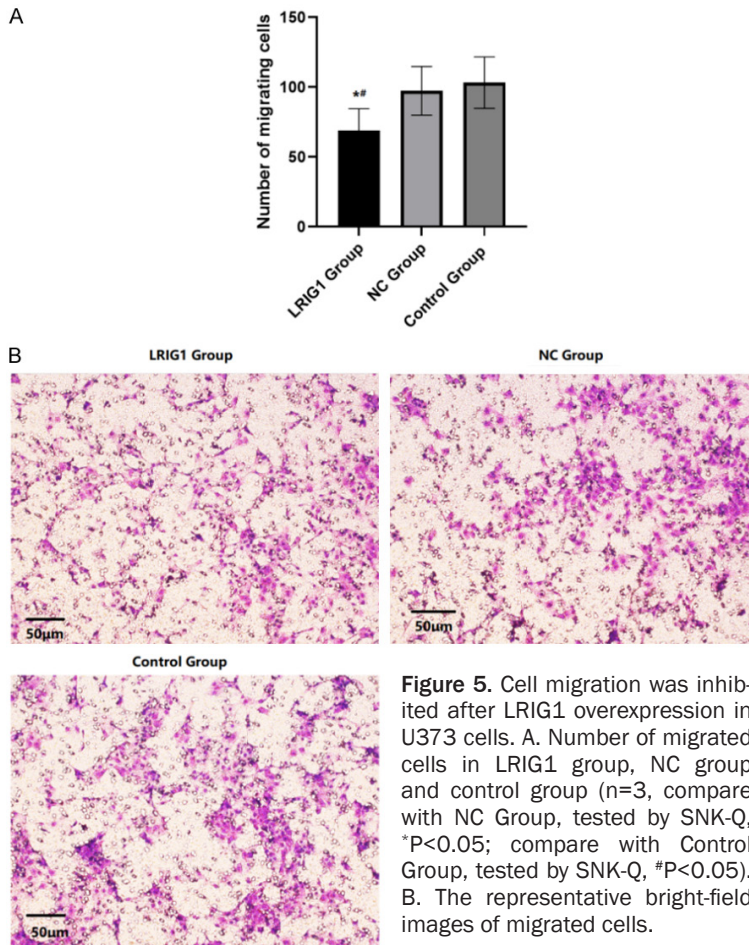 A
150
100
50
0
Number of migrating cells
*#
LRIG1 Group
NC Group
Control Group
B
LRIG1 Group
NC Group
50µm
50µm
Control Group
50µm
Figure 5. Cell migration was inhib-
ited after LRIG1 overexpression in
U373 cells. A. Number of migrated
cells in LRIG1 group, NC group
and control group (n=3, compare
with NC Group, tested by SNK-Q,
*P<0.05; compare with Control
Group, tested by SNK-Q, #P<0.05).
B. The representative bright-field
images of migrated cells.